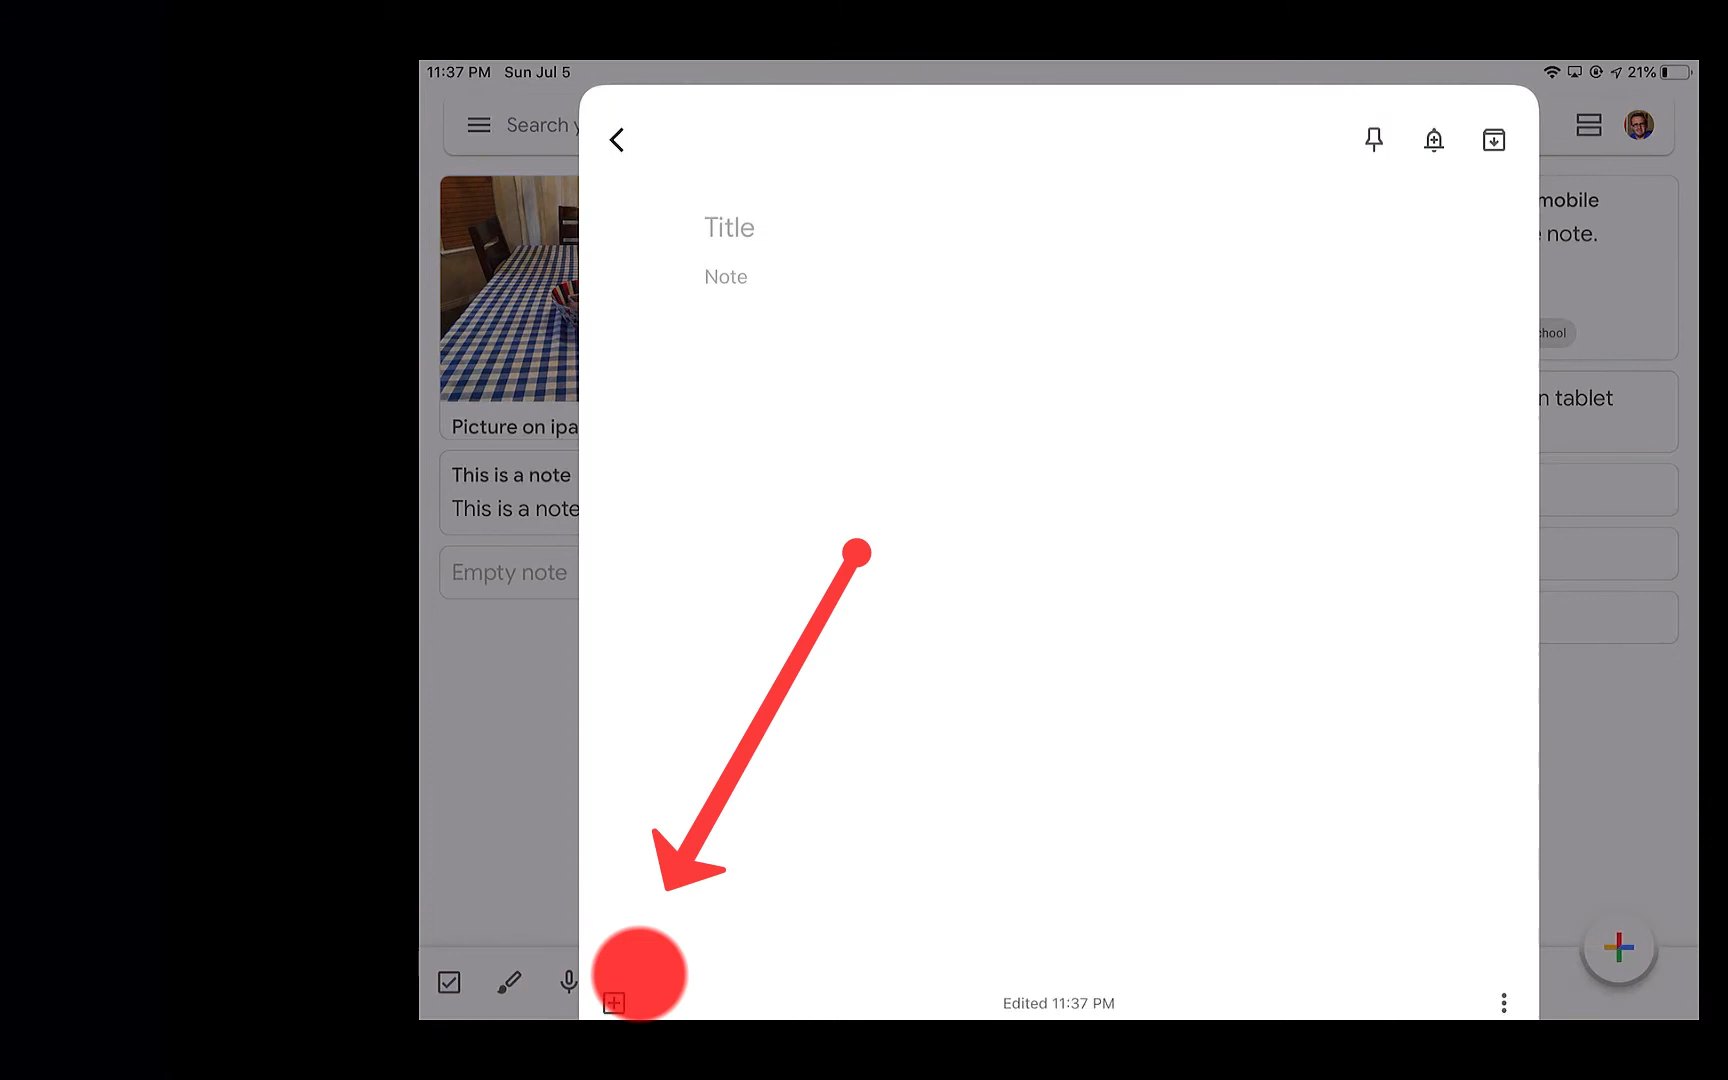 11:37 PM Sun Jul 5
21%
Search
mobile
note.
Title
Note
n tablet
Picture on ipa
This is a note
This is a note
Empty note
Edited 11:37 PM